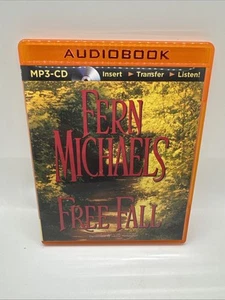 AUDIOBOOK
MP3-CD Insert ► Transfer ► Listen!
FERN
MICHAELS
FREE FALL